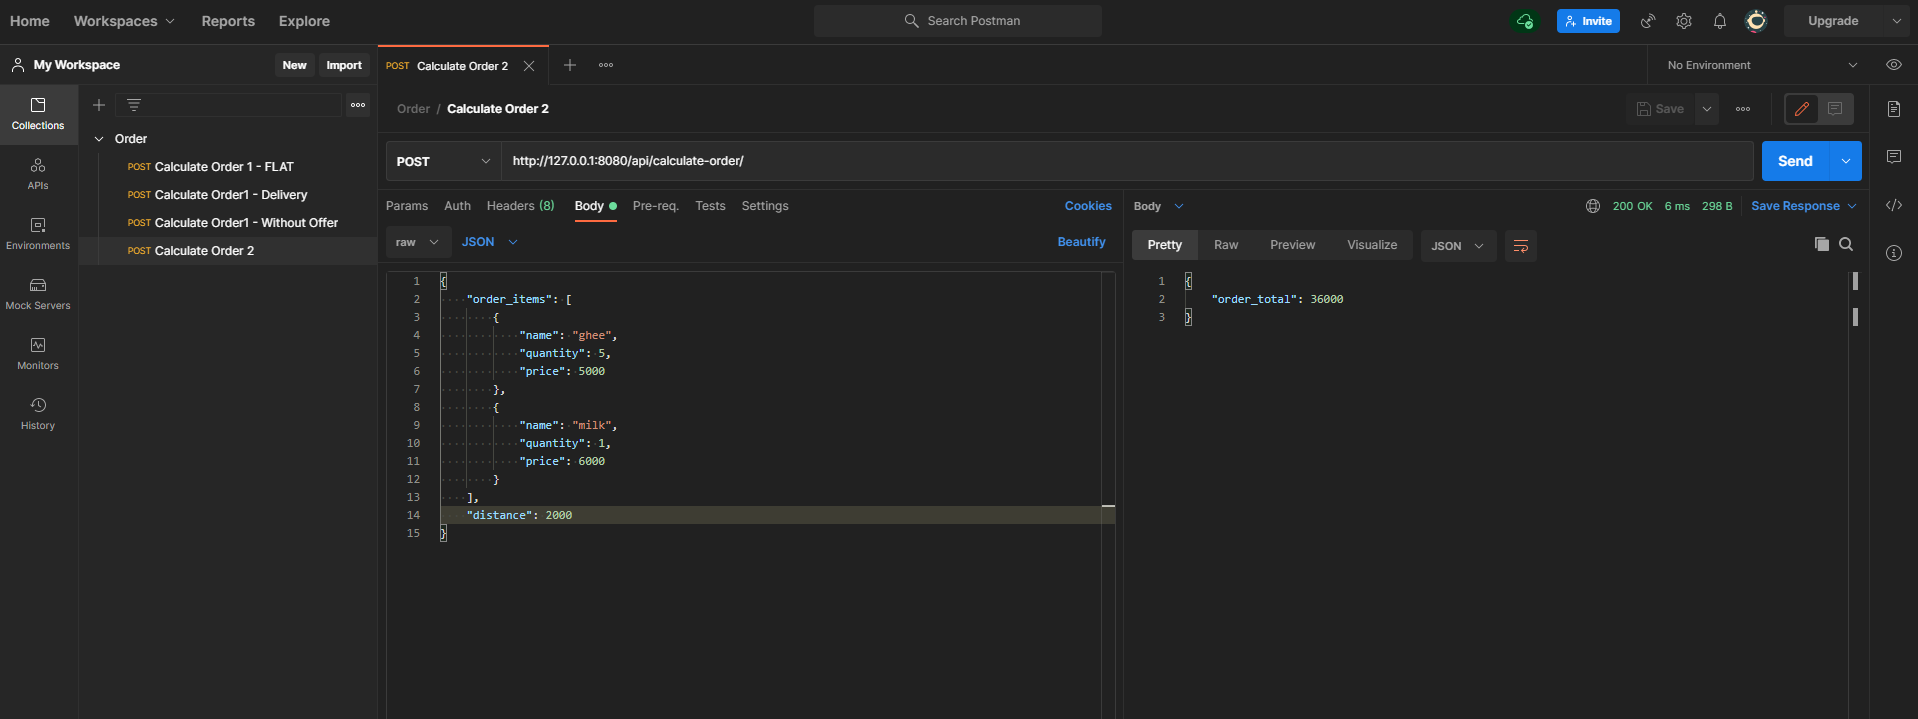 Home Workspaces Reports Explore Search Postman Invite Upgrade
My Workspace New Import POST Calculate Order 2 No Environment
Order / Calculate Order 2 Save
Collections
APIs
Environments
Mock Servers
Monitors
History
Order
POST Calculate Order 1 - FLAT
POST Calculate Order1 - Delivery
POST Calculate Order1 - Without Offer
POST Calculate Order 2
POST http://127.0.0.1:8080/api/calculate-order/ Send
Params Auth Headers (8) Body Pre-req. Tests Settings Cookies
raw JSON Beautify
1 {
2 "order_items": [
3 {
4 "name": "ghee",
5 "quantity": 5,
6 "price": 5000
7 },
8 {
9 "name": "milk",
10 "quantity": 1,
11 "price": 6000
12 }
13 ],
14 "distance": 2000
15 }
Body 200 OK 6 ms 298 B Save Response
Pretty Raw Preview Visualize JSON
1 {
2 "order_total": 36000
3 }